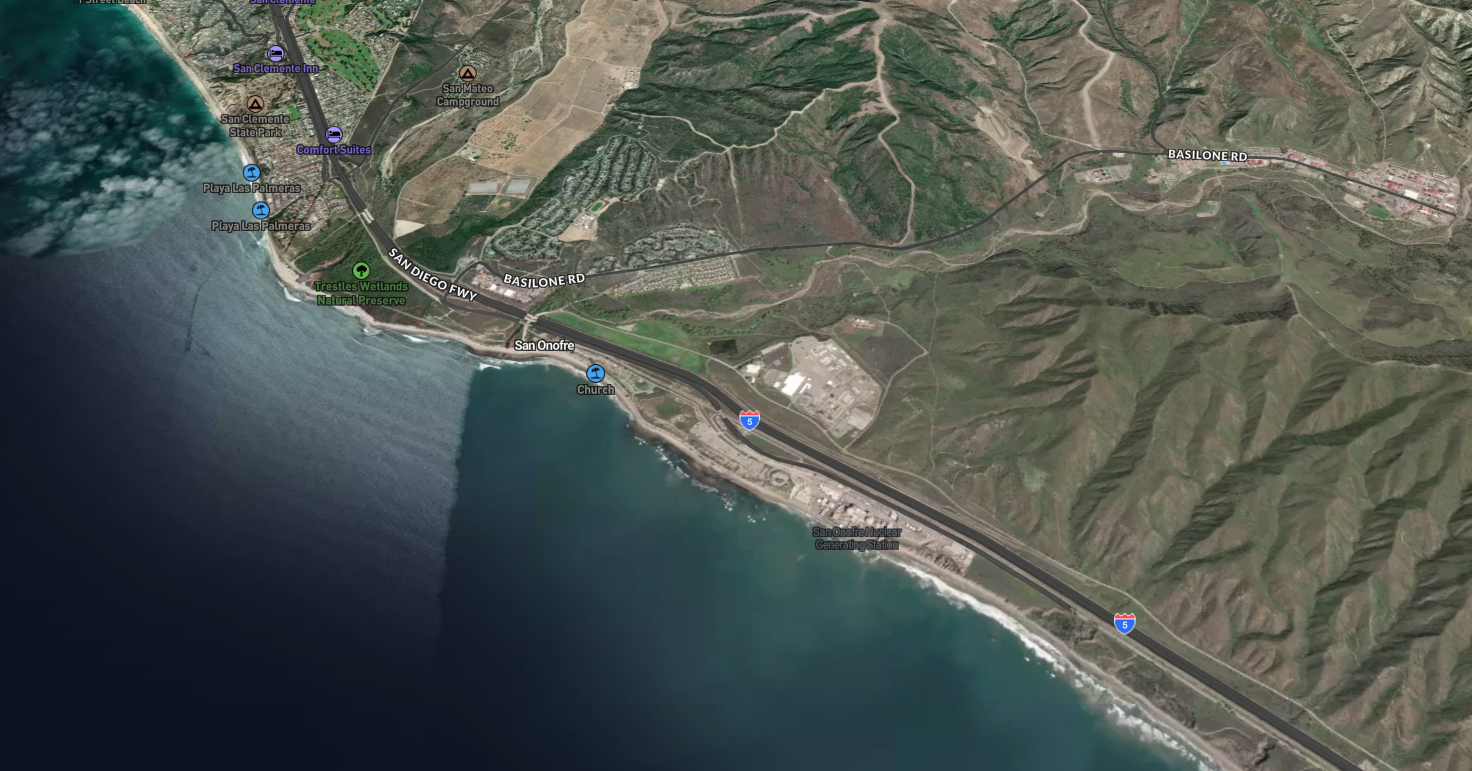 San Clemente
San Clemente Inn
San Mateo
Campground
San Clemente
State Park
Comfort Suites
BASILONE RD
Playa Las Palmeras
Playa Las Palmeras
SAN DIEGO FWY
BASILONE RD
Trestles Wetlands
Natural Preserve
San Onofre
Church
5
San Onofre Nuclear
Generating Station
5